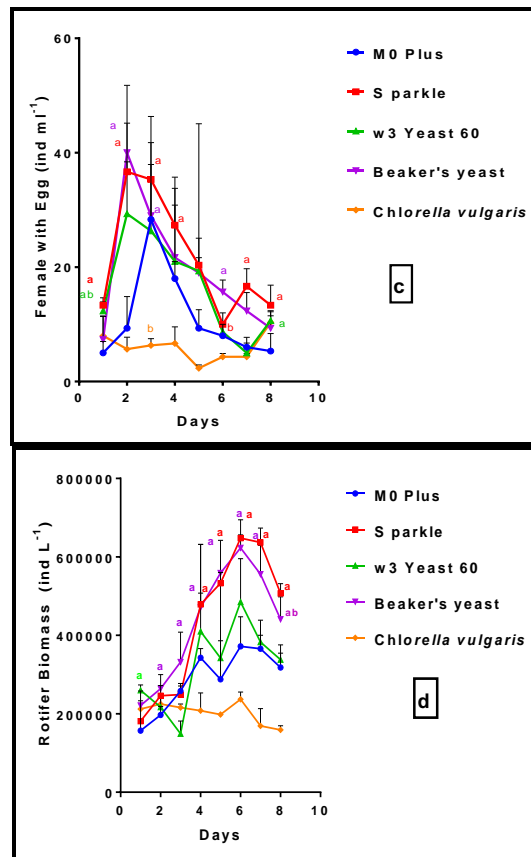 60
40
20
0
Female with Egg (ind ml⁻¹)
a
a
a
a
a
a
a
a
ab
b
b
a
a
0 2 4 6 8 10
Days
M0 Plus
S parkle
w3 Yeast 60
Beaker's yeast
Chlorella vulgaris
c
800000
600000
400000
200000
0
Rotifer Biomass (ind L⁻¹)
a
a
a
a
a
a
a
a
a
a
a
a
ab
0 2 4 6 8 10
Days
M0 Plus
S parkle
w3 Yeast 60
Beaker's yeast
Chlorella vulgaris
d